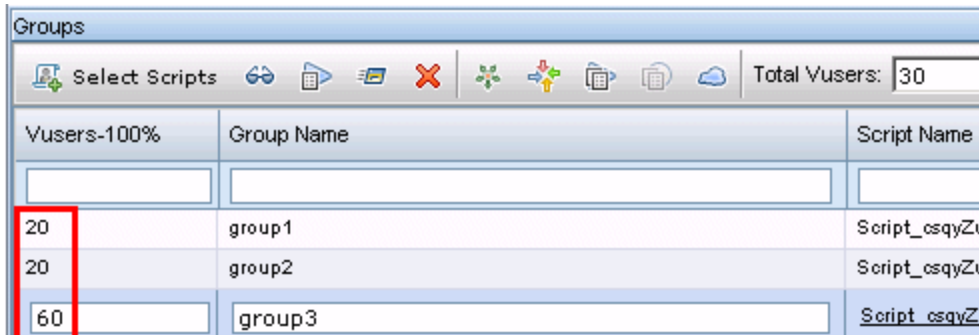 Groups
Select Scripts Total Vusers: 30
Vusers-100% Group Name Script Name
20 group1
20 group2
60 group3